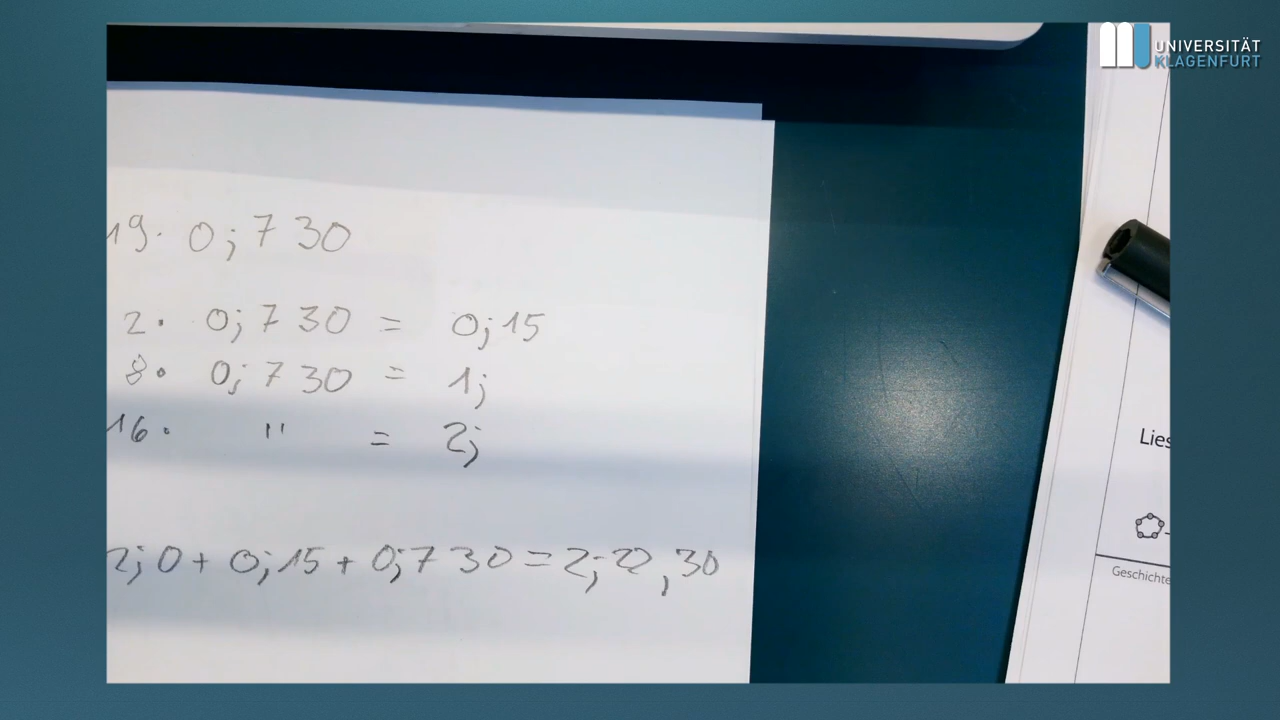 UNIVERSITÄT
KLAGENFURT
19. 0;7 30
2. 0;7 30 = 0;15
8. 0;7 30 = 1;
16. " = 2;
2;0 + 0;15 + 0;7 30 = 2;22,30
Lies
Geschichte